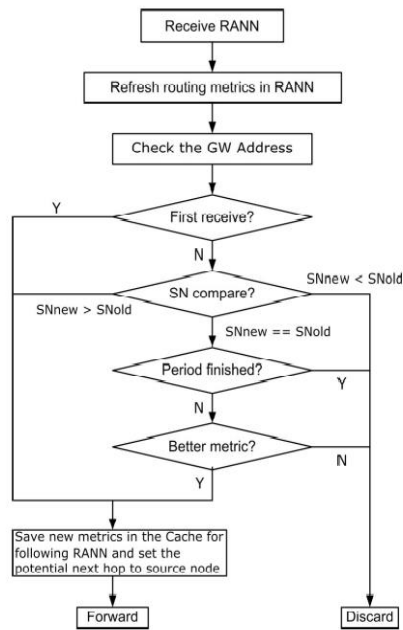 Receive RANN
Refresh routing metrics in RANN
Check the GW Address
Y
First receive?
N
SNnew < SNold
SN compare?
SNnew > SNold
SNnew == SNold
Period finished?
Y
N
Better metric?
N
Y
Save new metrics in the Cache for
following RANN and set the
potential next hop to source node
Forward
Discard